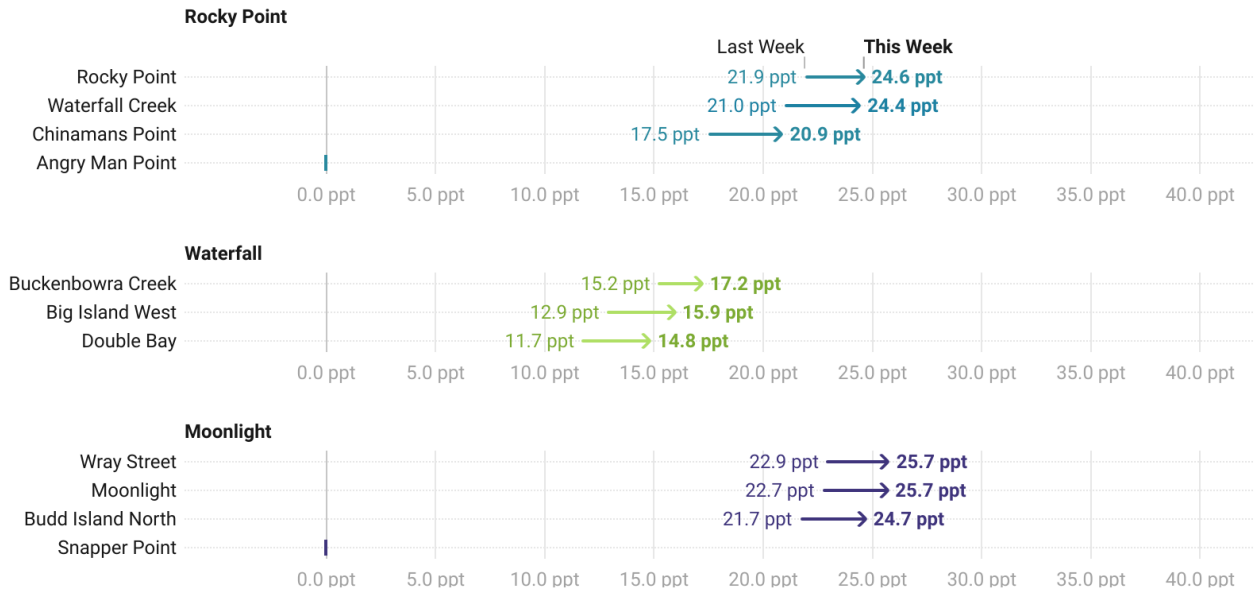 Rocky Point
Last Week This Week
Rocky Point 21.9 ppt 24.6 ppt
Waterfall Creek 21.0 ppt 24.4 ppt
Chinamans Point 17.5 ppt 20.9 ppt
Angry Man Point
0.0 ppt 5.0 ppt 10.0 ppt 15.0 ppt 20.0 ppt 25.0 ppt 30.0 ppt 35.0 ppt 40.0 ppt
Waterfall
Buckenbowra Creek 15.2 ppt 17.2 ppt
Big Island West 12.9 ppt 15.9 ppt
Double Bay 11.7 ppt 14.8 ppt
0.0 ppt 5.0 ppt 10.0 ppt 15.0 ppt 20.0 ppt 25.0 ppt 30.0 ppt 35.0 ppt 40.0 ppt
Moonlight
Wray Street 22.9 ppt 25.7 ppt
Moonlight 22.7 ppt 25.7 ppt
Budd Island North 21.7 ppt 24.7 ppt
Snapper Point
0.0 ppt 5.0 ppt 10.0 ppt 15.0 ppt 20.0 ppt 25.0 ppt 30.0 ppt 35.0 ppt 40.0 ppt